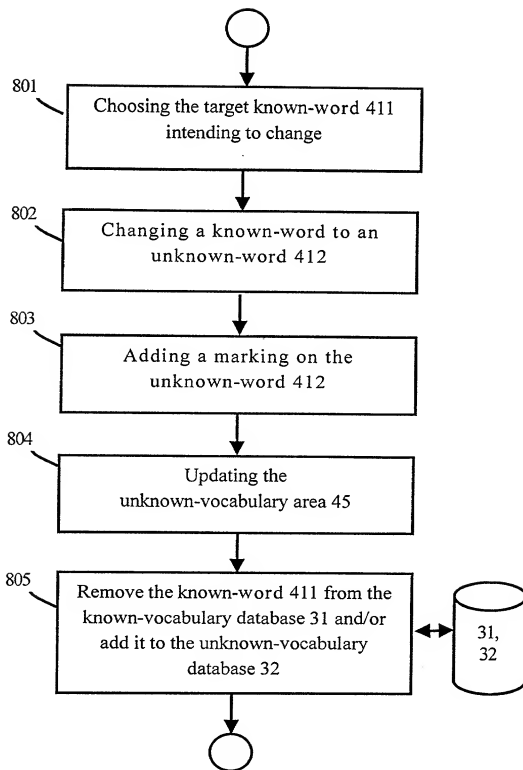 801
Choosing the target known-word 411
intending to change
802
Changing a known-word to an
unknown-word 412
803
Adding a marking on the
unknown-word 412
804
Updating the
unknown-vocabulary area 45
805
Remove the known-word 411 from the
known-vocabulary database 31 and/or
add it to the unknown-vocabulary
database 32
31,
32